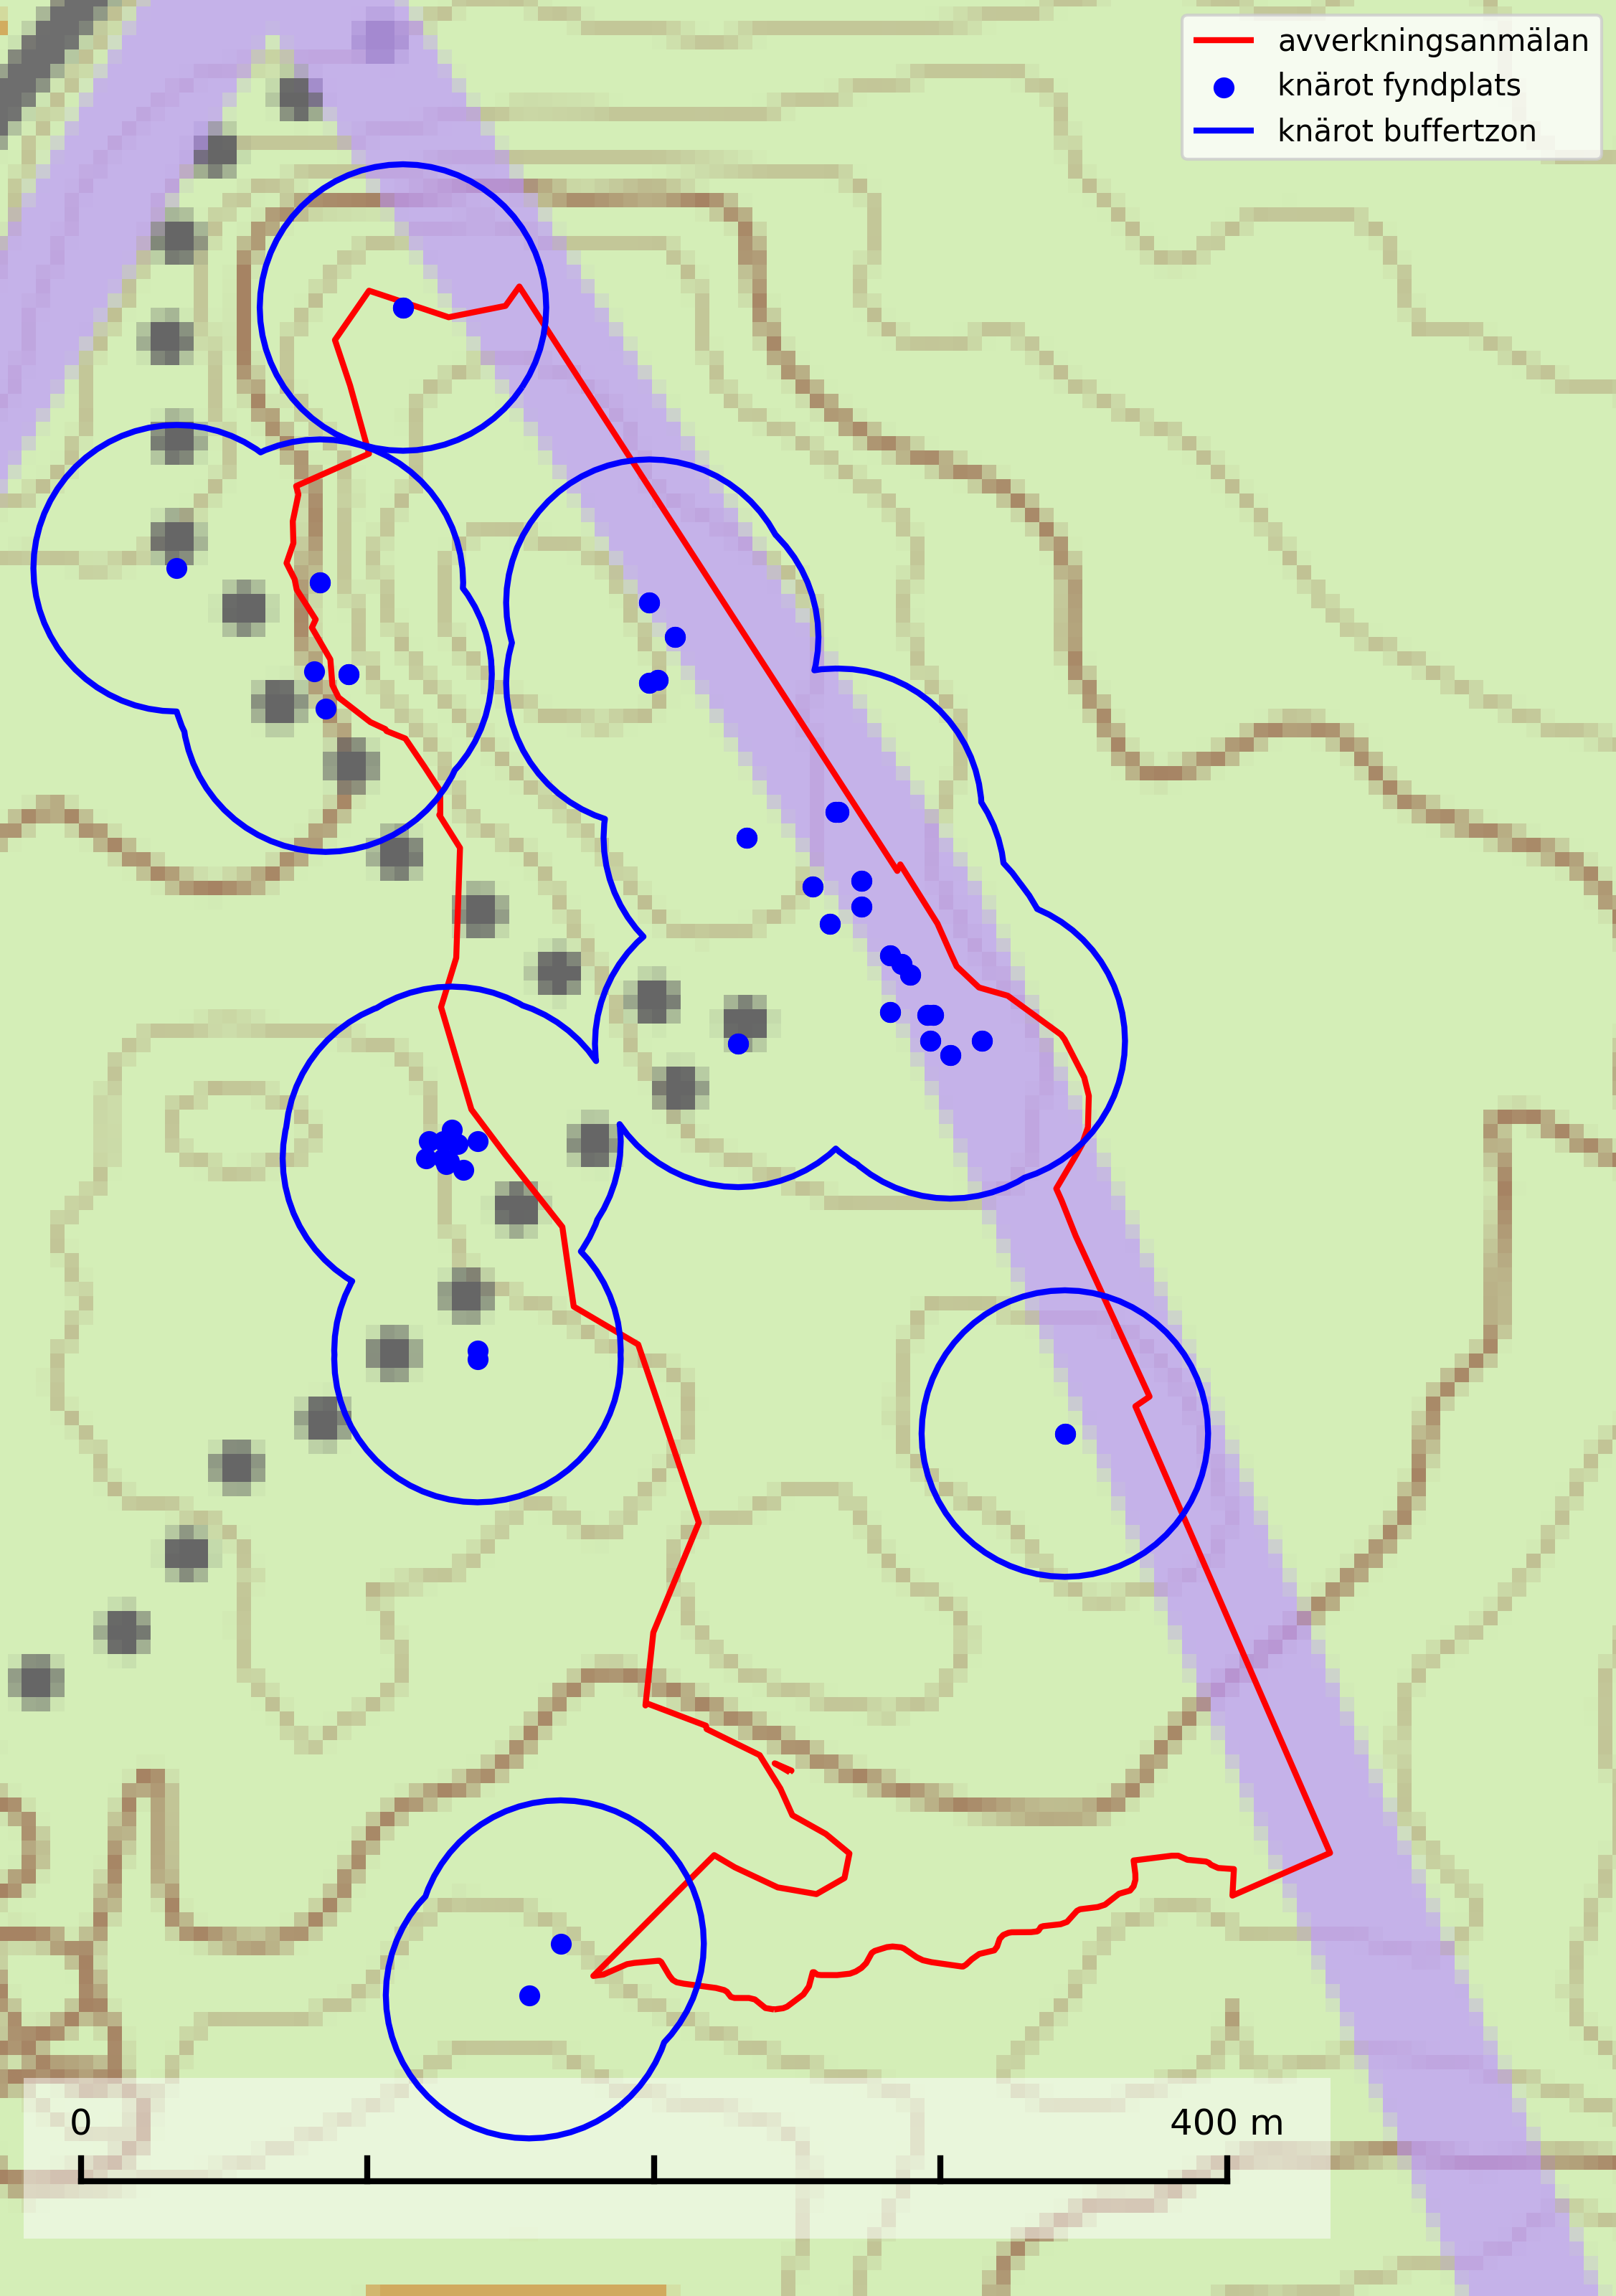 avverkningsanmälan
knärot fyndplats
knärot buffertzon
0 400 m